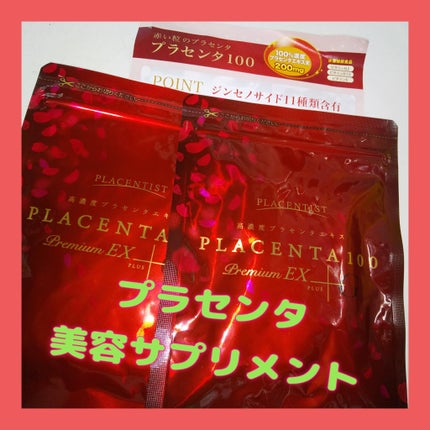 赤い粒のプラセンタ
プラセンタ100
100%濃度
プラセンタエキス
200mg
POINT ジンセノサイド11種類含有
PLACENTIST
高濃度プラセンタエキ
PLACENTA
Premium EX
PLUS
PLACENTIST
高濃度プラセンタエキス
PLACENTA100
Premium EX
PLUS
プラセンタ
美容サプリメント